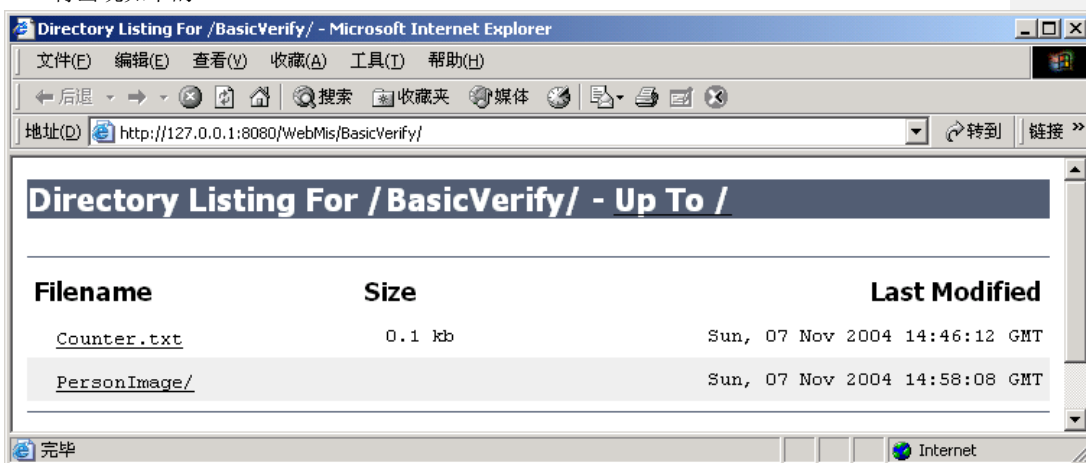 Directory Listing For /BasicVerify/ - Microsoft Internet Explorer
文件(F) 编辑(E) 查看(V) 收藏(A) 工具(T) 帮助(H)
后退 搜索 收藏夹 媒体
地址(D) http://127.0.0.1:8080/WebMis/BasicVerify/ 转到 链接 »
Directory Listing For /BasicVerify/ - Up To /
Filename Size Last Modified
Counter.txt 0.1 kb Sun, 07 Nov 2004 14:46:12 GMT
PersonImage/ Sun, 07 Nov 2004 14:58:08 GMT
完毕 Internet